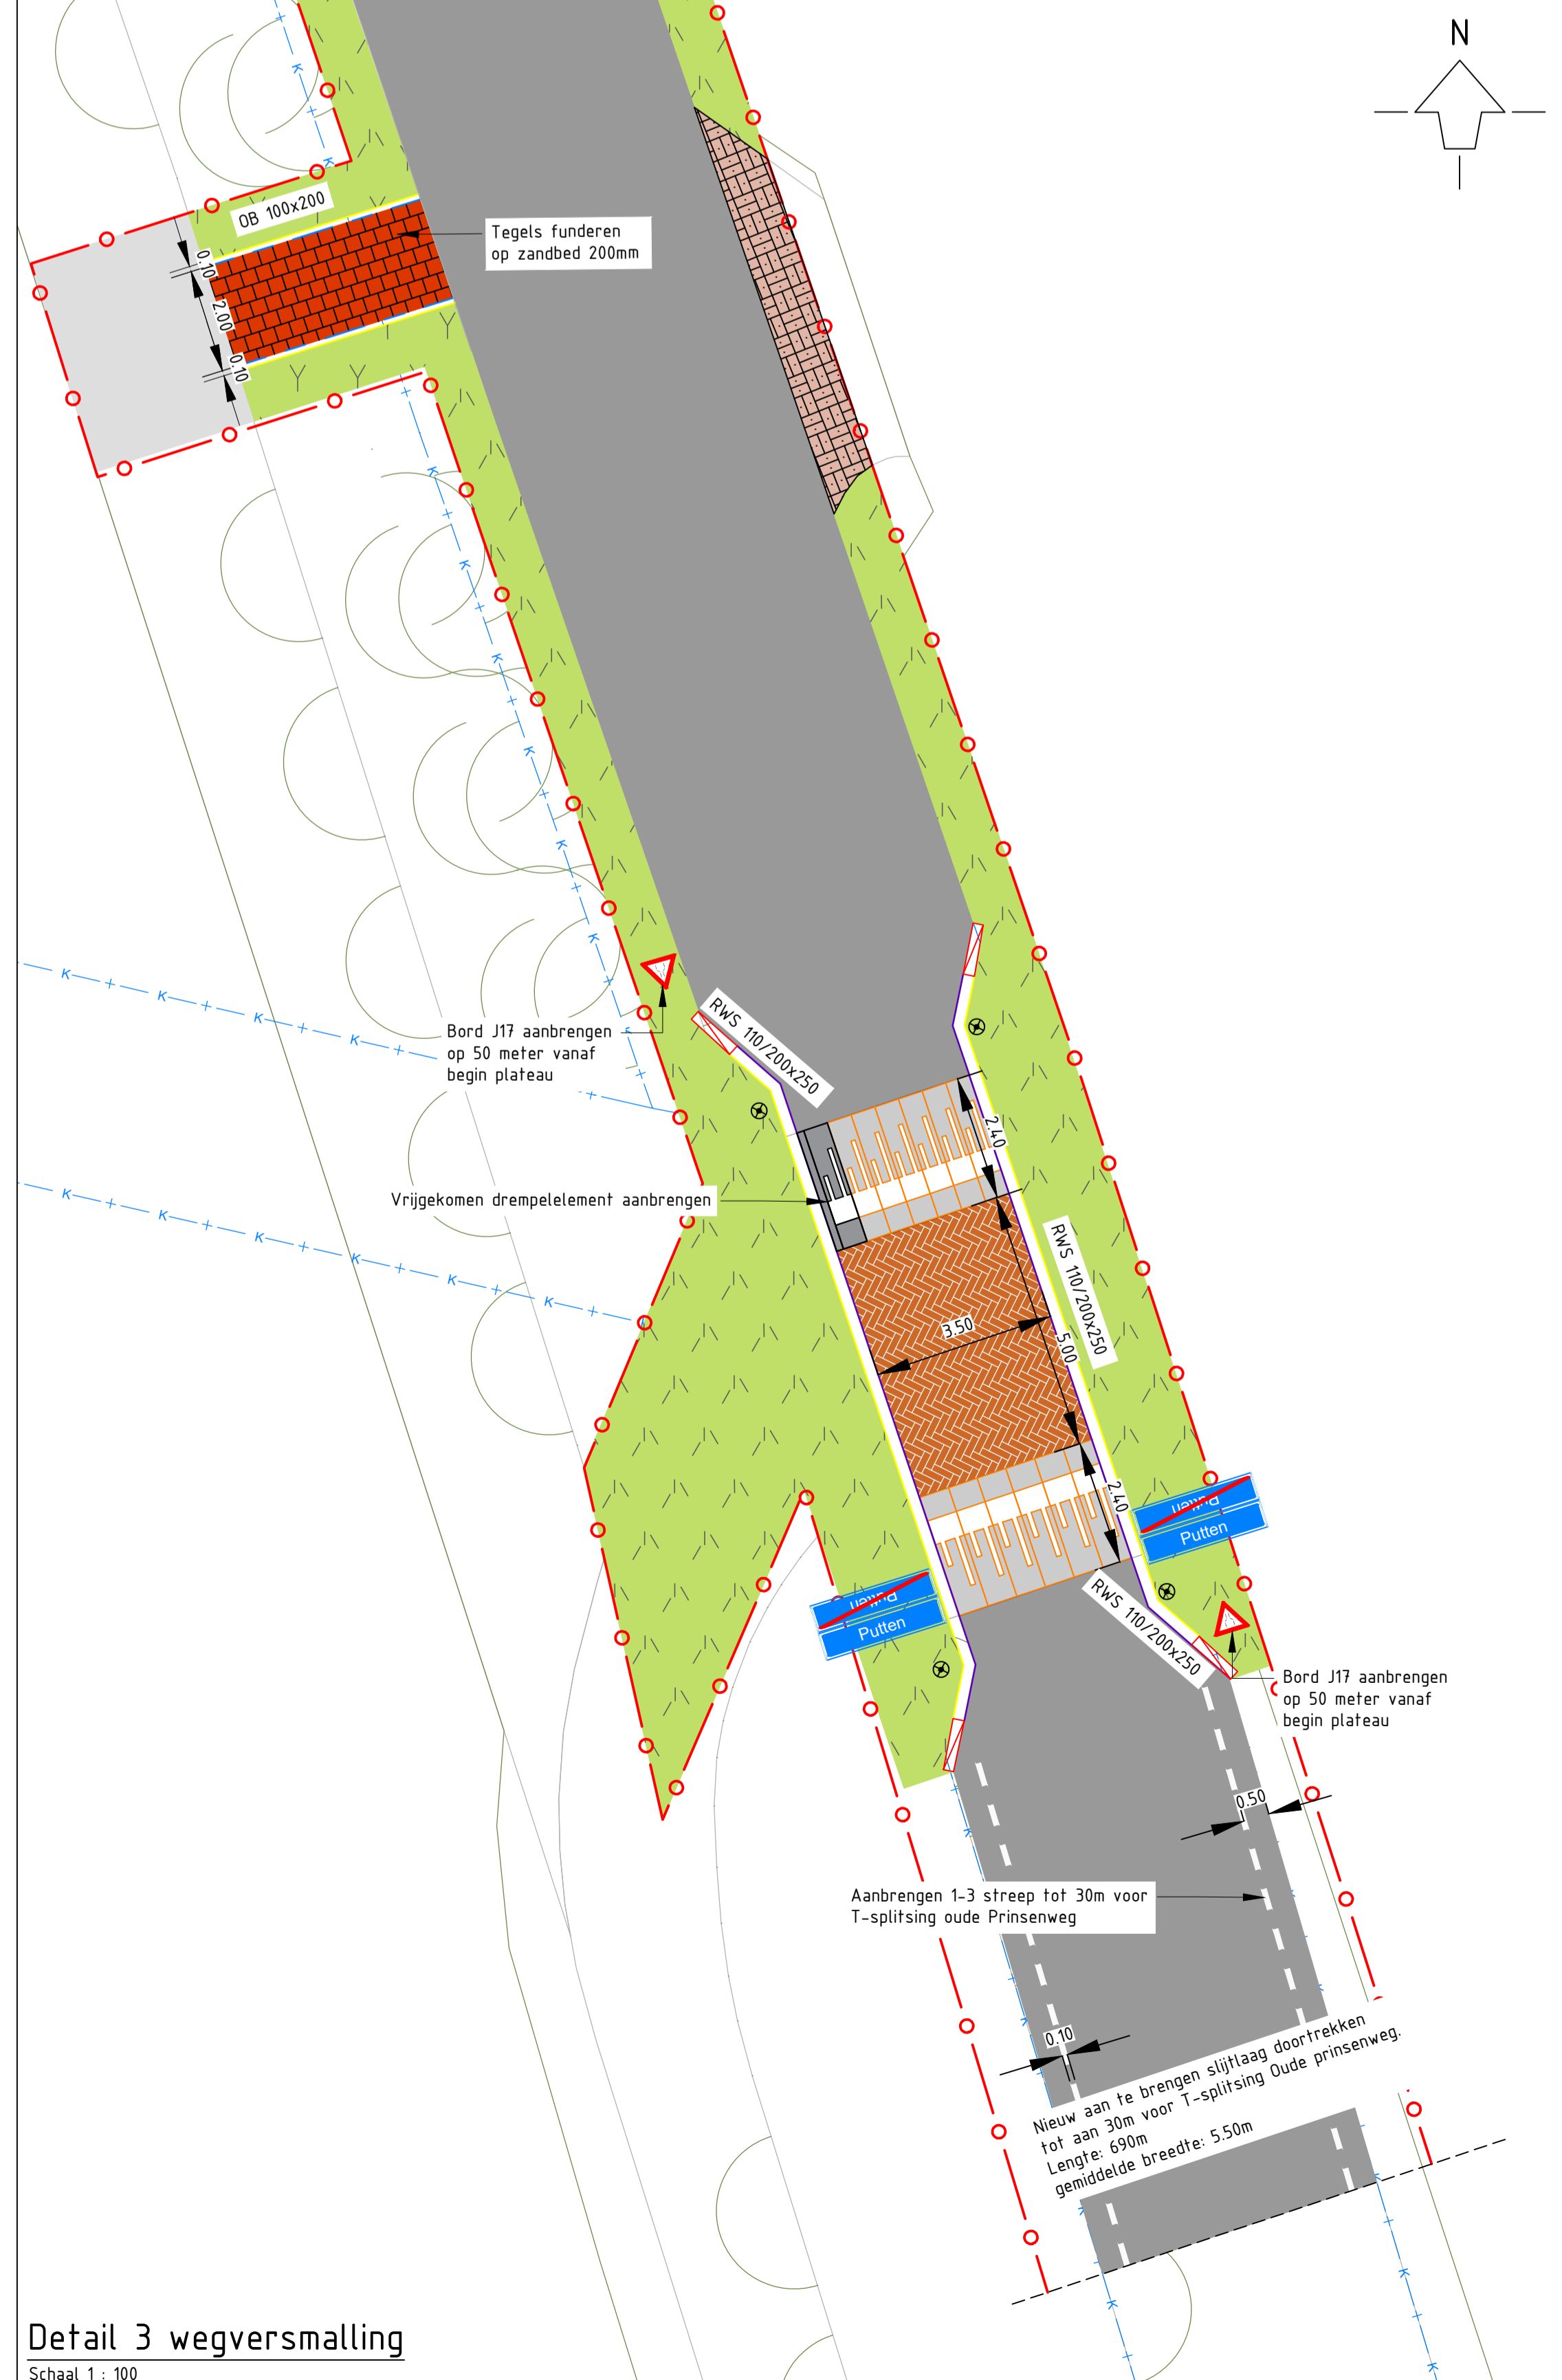 N
OB 100x200
Tegels funderen
op zandbed 200mm
0.10
2.00
0.10
RWS 110/200x250
Bord J17 aanbrengen
op 50 meter vanaf
begin plateau
2.40
Vrijgekomen drempelelement aanbrengen
RWS 110/200x250
3.50
5.00
2.40
Putten
Putten
Putten
Putten
RWS 110/200x250
Bord J17 aanbrengen
op 50 meter vanaf
begin plateau
0.50
Aanbrengen 1-3 streep tot 30m voor
T-splitsing oude Prinsenweg
0.10
Nieuw aan te brengen slijtlaag doortrekken
tot aan 30m voor T-splitsing Oude prinsenweg.
Lengte: 690m
gemiddelde breedte: 5.50m
Detail 3 wegversmalling
Schaal 1 : 100